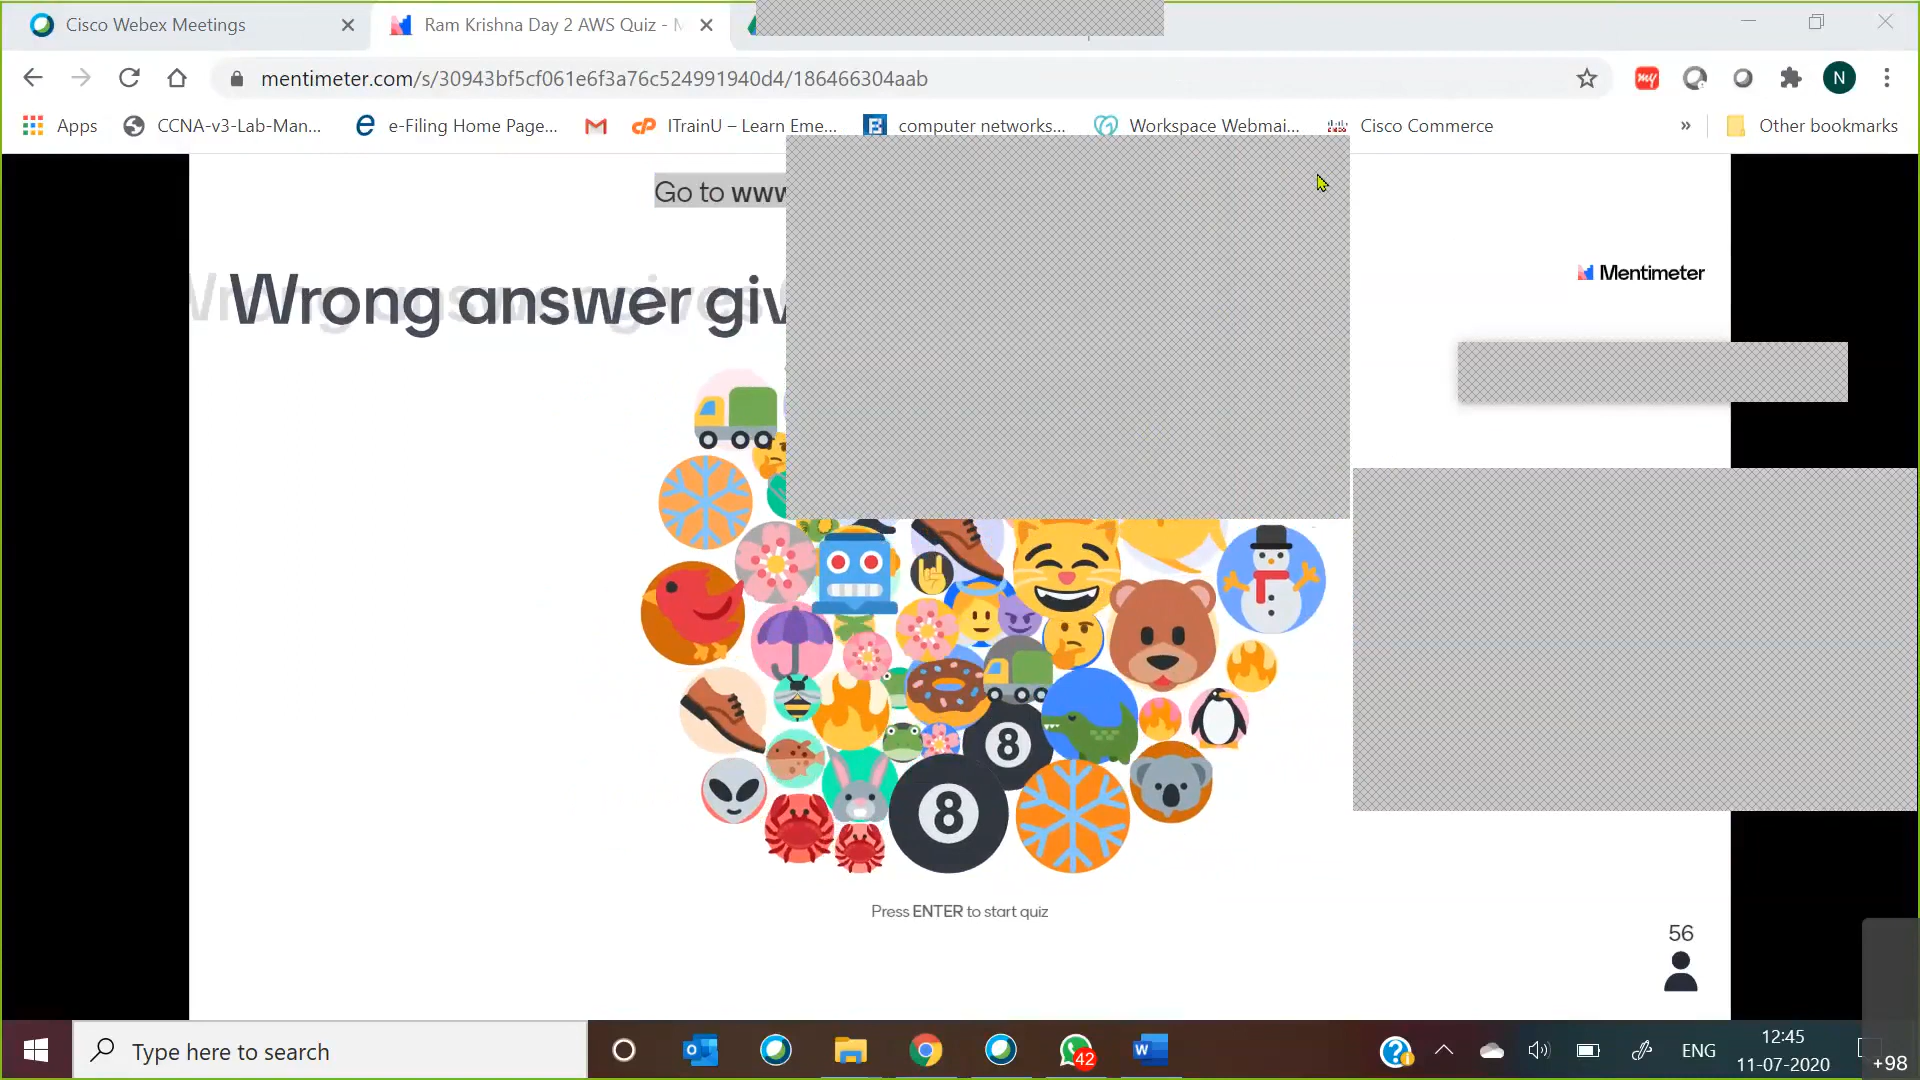 Cisco Webex Meetings
Ram Krishna Day 2 AWS Quiz -
mentimeter.com/s/30943bf5cf061e6f3a76c524991940d4/186466304aab
my
N
Apps
CCNA-v3-Lab-Man...
e-Filing Home Page...
ITrainU – Learn Eme...
computer networks...
Workspace Webmai...
Cisco Commerce
»
Other bookmarks
Go to www
Wrong answer giv
Mentimeter
8
8
Press ENTER to start quiz
56
Type here to search
42
ENG
12:45
11-07-2020
+98